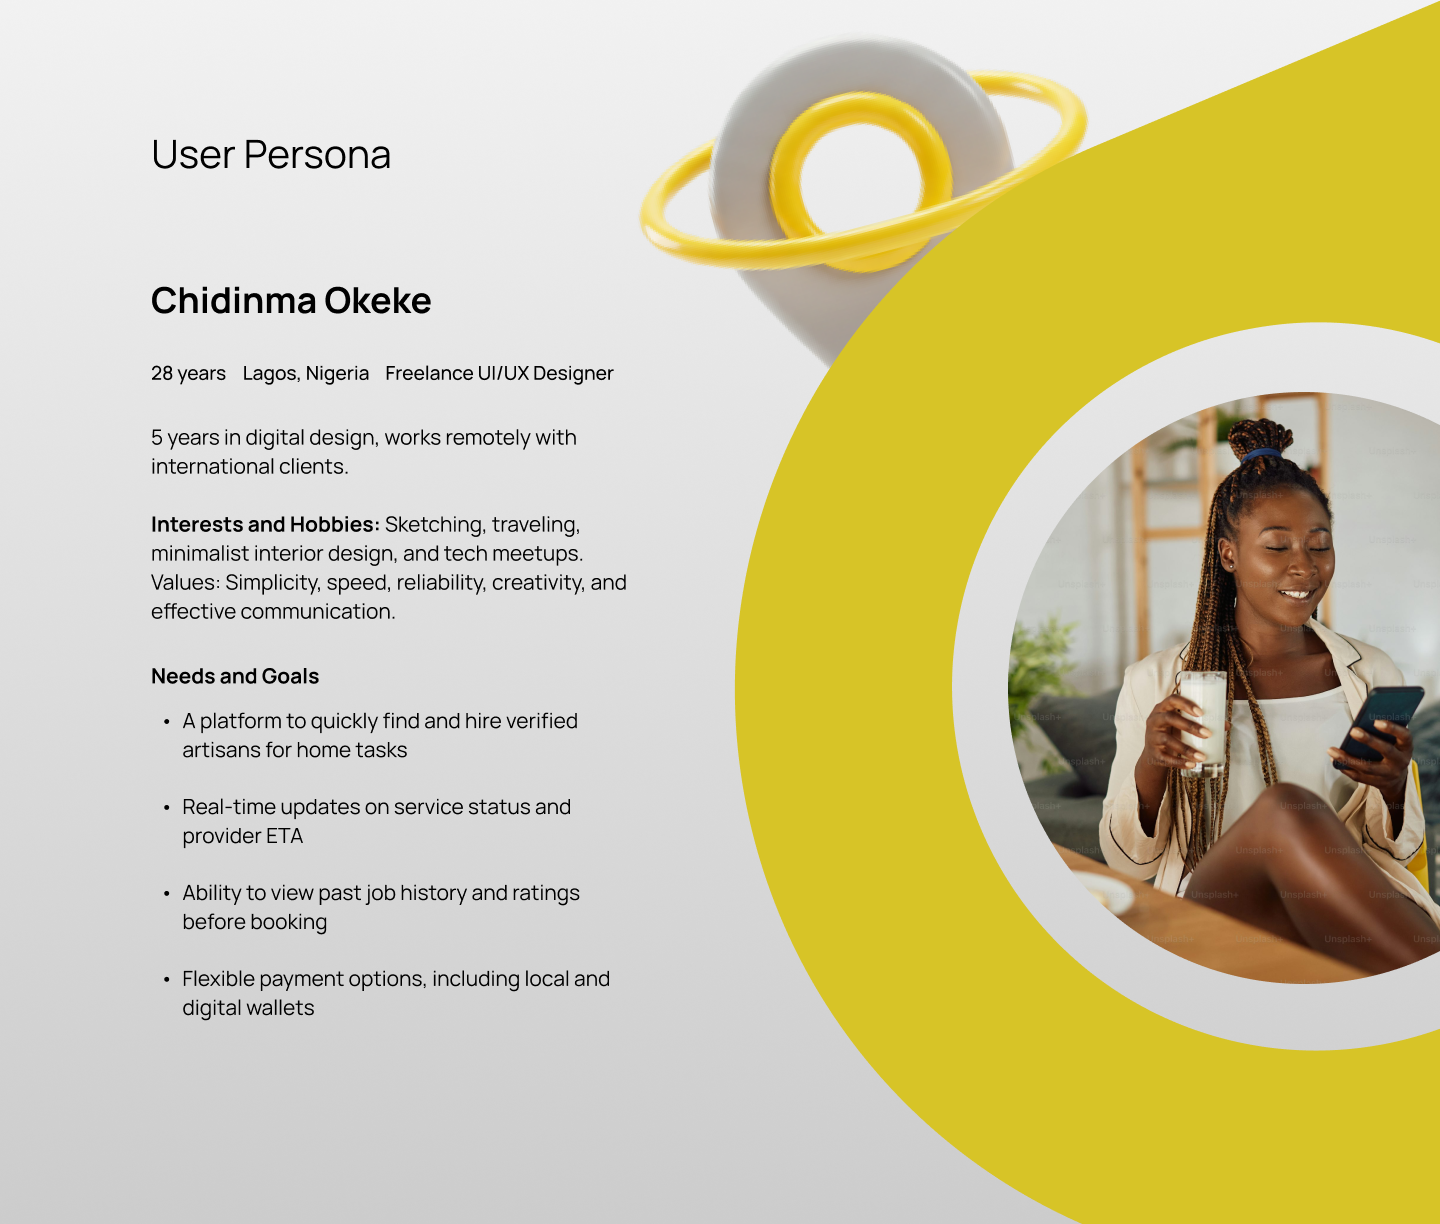 User Persona
Chidinma Okeke
28 years Lagos, Nigeria Freelance UI/UX Designer
5 years in digital design, works remotely with
international clients.
Interests and Hobbies: Sketching, traveling,
minimalist interior design, and tech meetups.
Values: Simplicity, speed, reliability, creativity, and
effective communication.
Needs and Goals
• A platform to quickly find and hire verified
artisans for home tasks
• Real-time updates on service status and
provider ETA
• Ability to view past job history and ratings
before booking
• Flexible payment options, including local and
digital wallets
Unsplash+